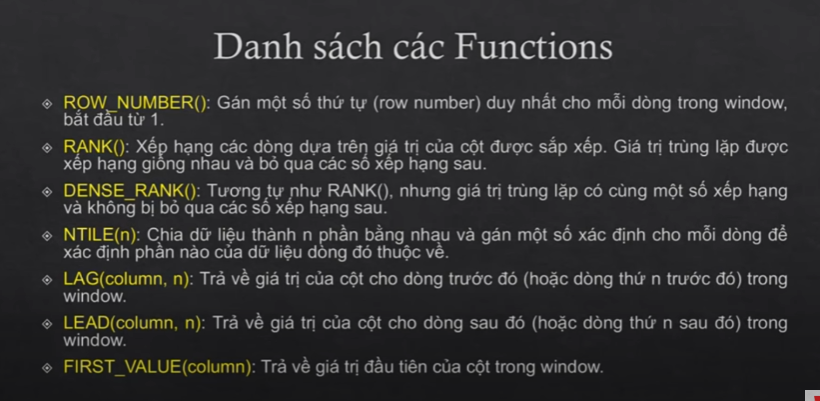 Danh sách các Functions
ROW_NUMBER(): Gán một số thứ tự (row number) duy nhất cho mỗi dòng trong window,
bắt đầu từ 1.
RANK(): Xếp hạng các dòng dựa trên giá trị của cột được sắp xếp. Giá trị trùng lặp được
xếp hạng giống nhau và bỏ qua các số xếp hạng sau.
DENSE_RANK(): Tương tự như RANK(), nhưng giá trị trùng lặp có cùng một số xếp hạng
và không bị bỏ qua các số xếp hạng sau.
NTILE(n): Chia dữ liệu thành n phần bằng nhau và gán một số xác định cho mỗi dòng để
xác định phần nào của dữ liệu dòng đó thuộc về.
LAG(column, n): Trả về giá trị của cột cho dòng trước đó (hoặc dòng thứ n trước đó) trong
window.
LEAD(column, n): Trả về giá trị của cột cho dòng sau đó (hoặc dòng thứ n sau đó) trong
window.
FIRST_VALUE(column): Trả về giá trị đầu tiên của cột trong window.